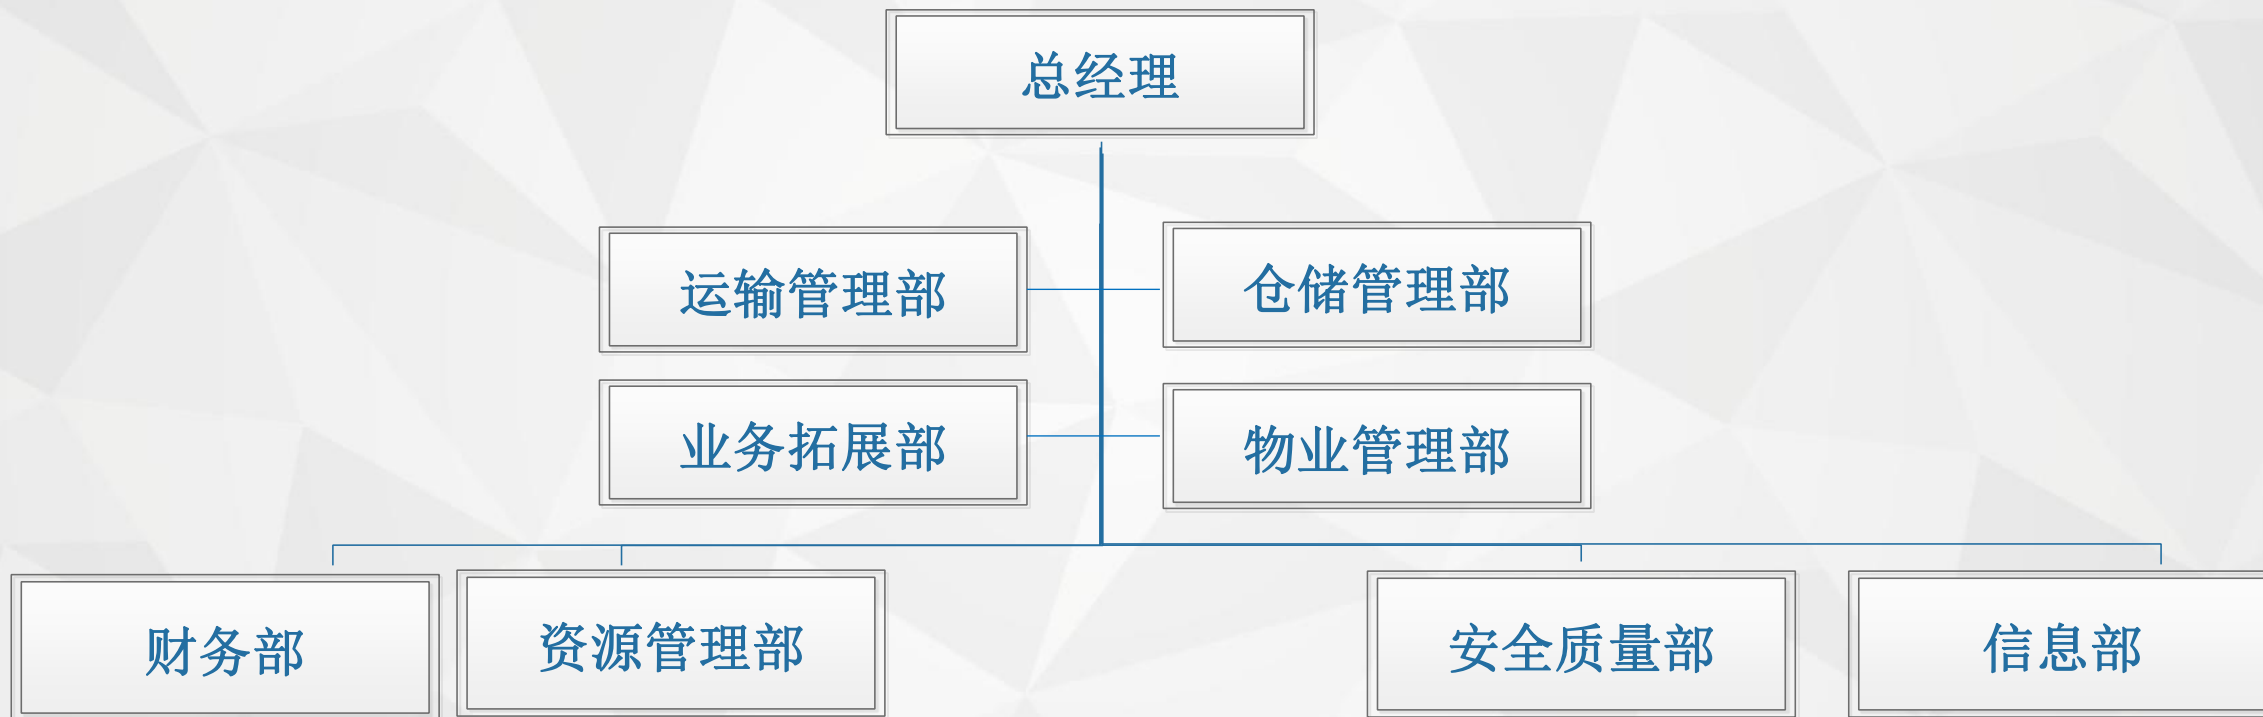 总经理
运输管理部
仓储管理部
业务拓展部
物业管理部
财务部
资源管理部
安全质量部
信息部